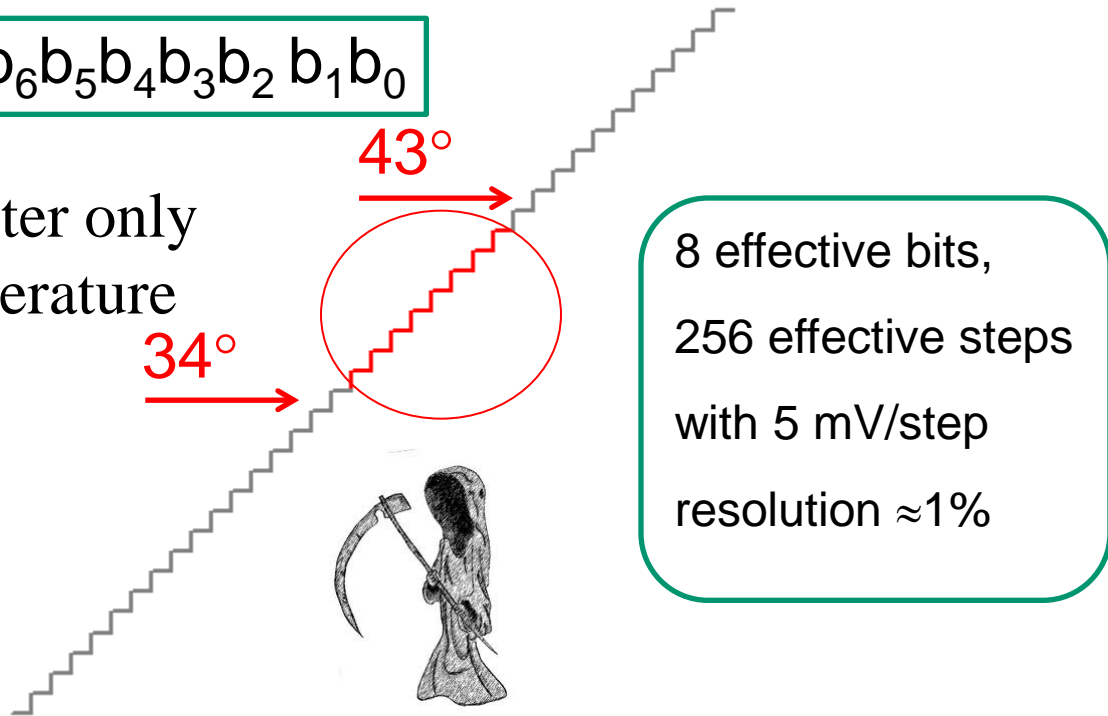 b₆b₅b₄b₃b₂ b₁b₀
43°
ter only
erature
34°
8 effective bits,
256 effective steps
with 5 mV/step
resolution ≈1%